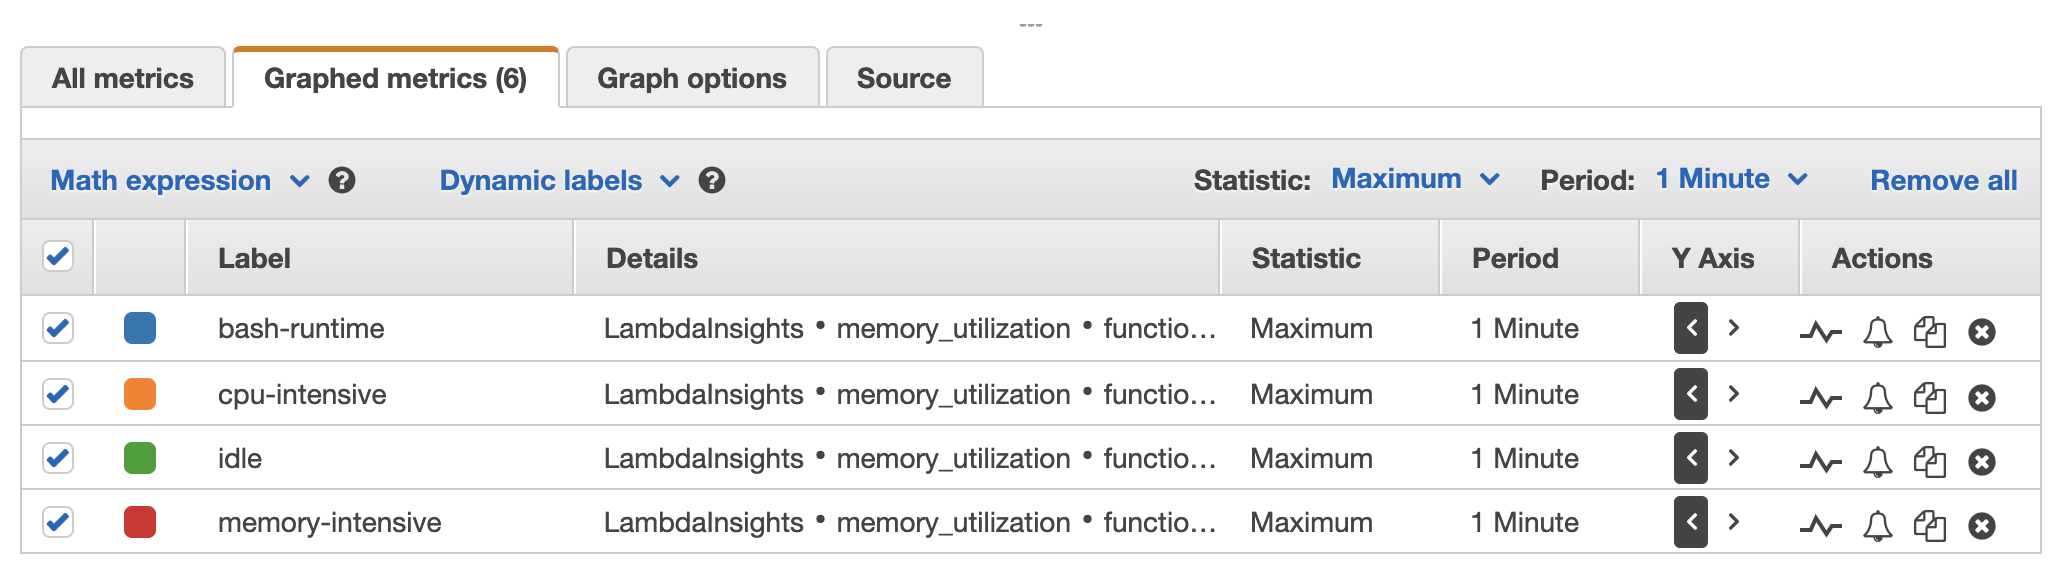 ---
All metrics Graphed metrics (6) Graph options Source
Math expression ? Dynamic labels ? Statistic: Maximum Period: 1 Minute Remove all
Label Details Statistic Period Y Axis Actions
bash-runtime LambdaInsights • memory_utilization • functio... Maximum 1 Minute < >
cpu-intensive LambdaInsights • memory_utilization • functio... Maximum 1 Minute < >
idle LambdaInsights • memory_utilization • functio... Maximum 1 Minute < >
memory-intensive LambdaInsights • memory_utilization • functio... Maximum 1 Minute < >